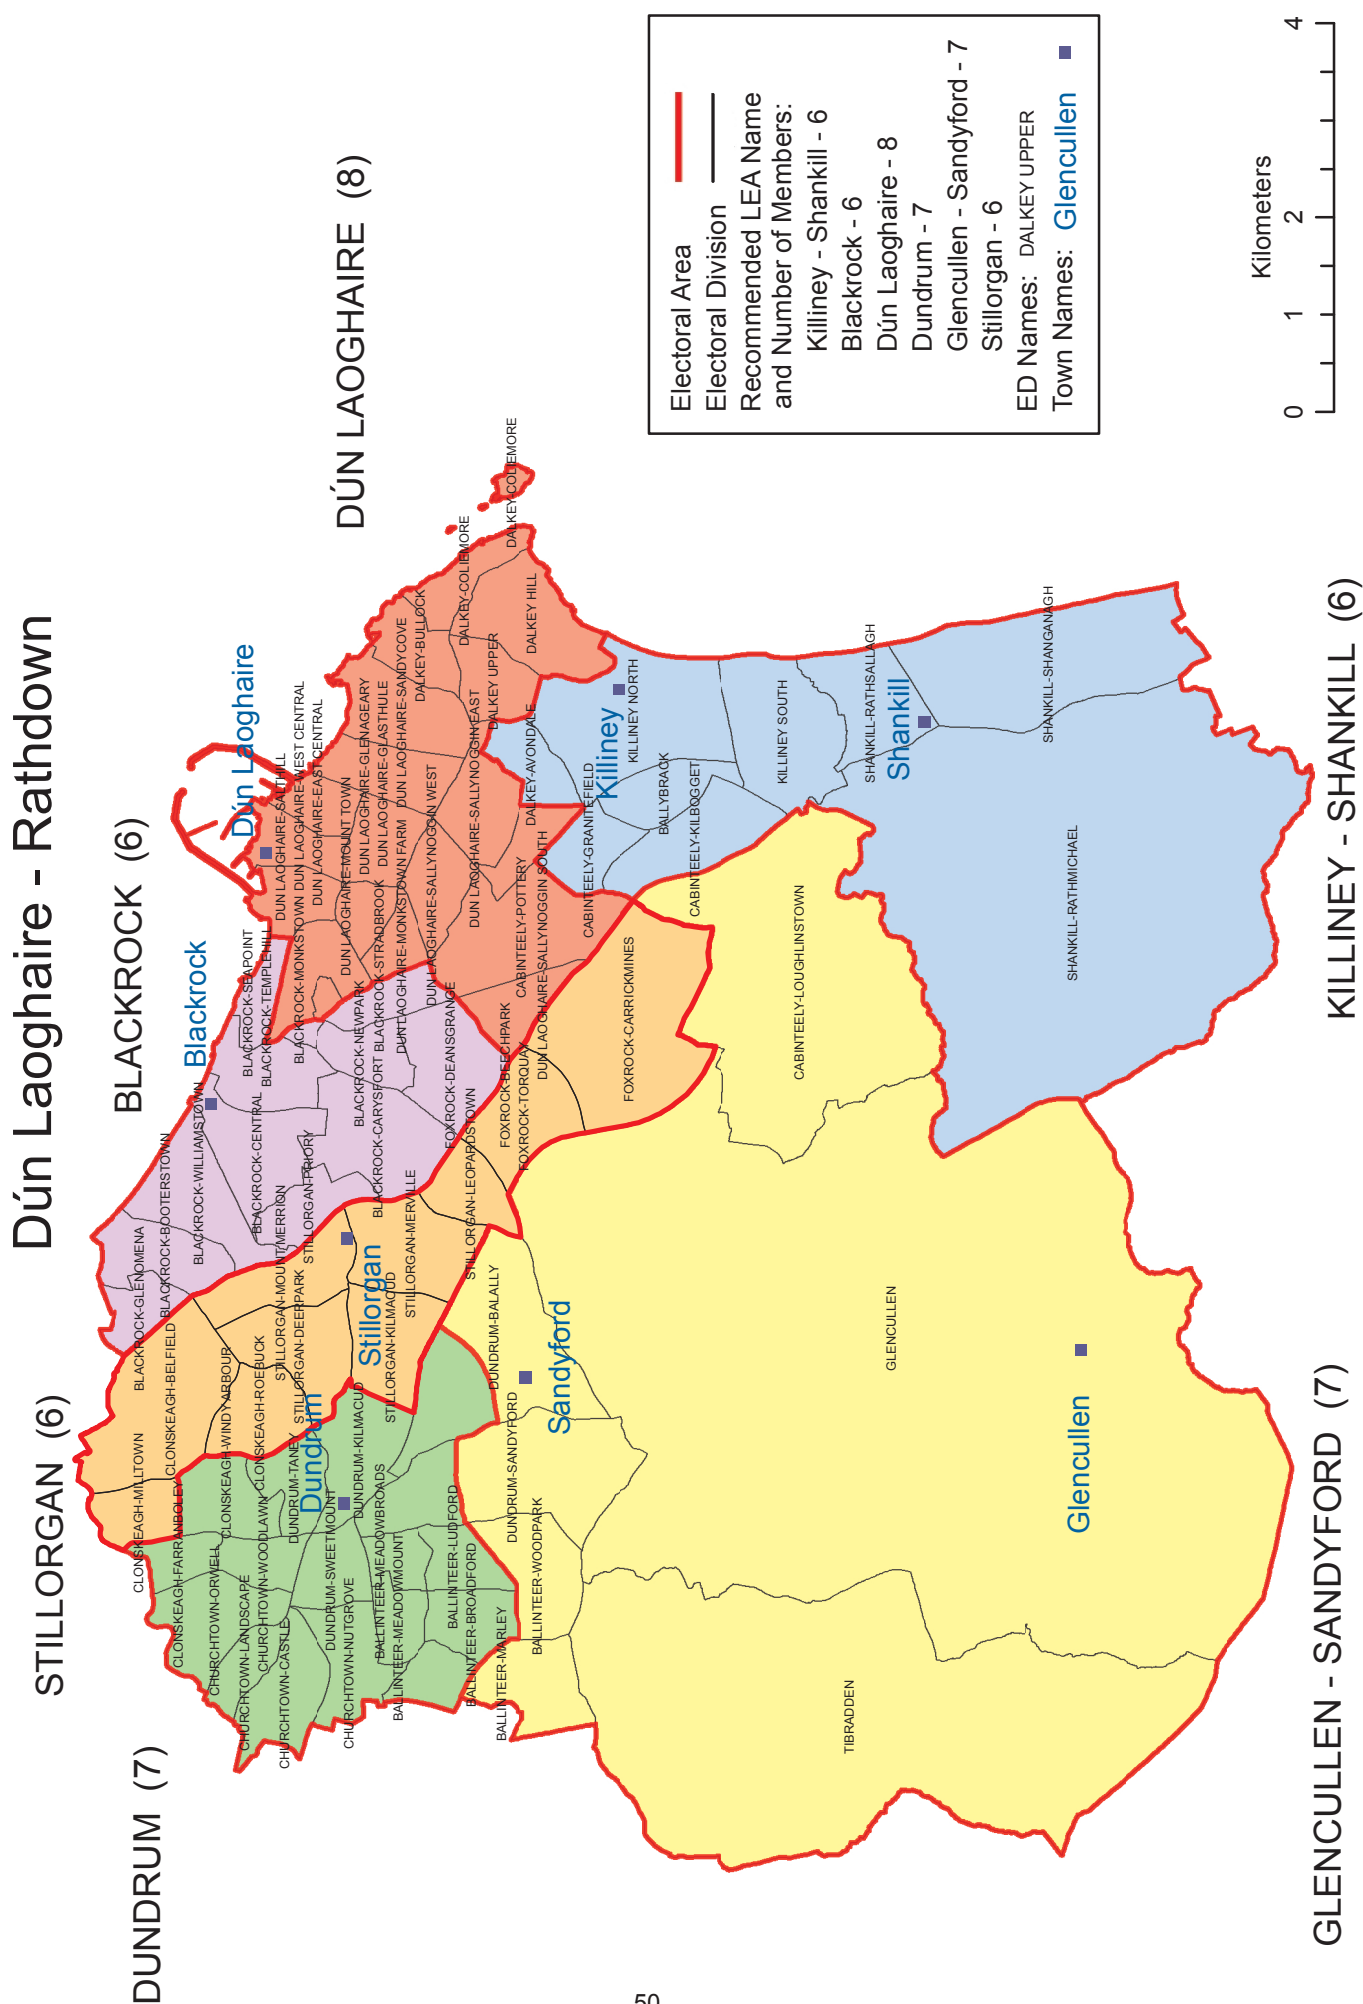 Dún Laoghaire - Rathdown
STILLORGAN (6)
BLACKROCK (6)
DUNDRUM (7)
DÚN LAOGHAIRE (8)
GLENCULLEN - SANDYFORD (7)
KILLINEY - SHANKILL (6)
Blackrock
Dún Laoghaire
Dundrum
Stillorgan
Sandyford
Killiney
Shankill
Glencullen
CLONSKEAGH-MILLTOWN
BLACKROCK-GLENOMENA
CLONSKEAGH-BELFIELD
BLACKROCK-BOOTERSTOWN
CLONSKEAGH-FARRANBOLEY
BLACKROCK-WILLIAMSTOWN
CHURCHTOWN-ORWELL
CLONSKEAGH-WINDY ARBOUR
CHURCHTOWN-LANDSCAPE
BLACKROCK-SEAPOINT
CHURCHTOWN-WOODLAWN
CLONSKEAGH-ROEBUCK
BLACKROCK-CENTRAL
BLACKROCK-TEMPLEHILL
CHURCHTOWN-CASTLE
STILLORGAN-MOUNT MERRION
DUN LAOGHAIRE-SALTHILL
DUNDRUM-TANEY
STILLORGAN-DEERPARK
BLACKROCK-MONKSTOWN
DUN LAOGHAIRE-WEST CENTRAL
STILLORGAN-PRIORY
DUN LAOGHAIRE-EAST CENTRAL
DUNDRUM-SWEETMOUNT
CHURCHTOWN-NUTGROVE
DUN LAOGHAIRE-MOUNT TOWN
DUNDRUM-KILMACUD
BLACKROCK-NEWPARK
DUN LAOGHAIRE-GLENAGEARY
BALLINTEER-MEADOWBROADS
BLACKROCK-CARYSFORT
BLACKROCK-STRADBROOK
DUN LAOGHAIRE-GLASTHULE
BALLINTEER-MEADOWMOUNT
STILLORGAN-KILMACUD
DUN LAOGHAIRE-MONKSTOWN FARM
DUN LAOGHAIRE-SANDYCOVE
STILLORGAN-MERVILLE
DALKEY-BULLOCK
DUN LAOGHAIRE-SALLYNOGGIN WEST
BALLINTEER-LUDFORD
FOXROCK-DEANSGRANGE
BALLINTEER-BROADFORD
STILLORGAN-LEOPARDSTOWN
DUN LAOGHAIRE-SALLYNOGGIN EAST
DALKEY-COLIEMORE
DUNDRUM-BALALLY
DALKEY UPPER
BALLINTEER-MARLEY
FOXROCK-BEECHPARK
DUNDRUM-SANDYFORD
DALKEY-COLIEMORE
FOXROCK-TORQUAY
CABINTEELY-POTTERY
DALKEY-AVONDALE
DALKEY HILL
BALLINTEER-WOODPARK
DUN LAOGHAIRE-SALLYNOGGIN SOUTH
CABINTEELY-GRANITEFIELD
FOXROCK-CARRICKMINES
KILLINEY NORTH
BALLYBRACK
CABINTEELY-KILBOGGET
KILLINEY SOUTH
CABINTEELY-LOUGHLINSTOWN
TIBRADDEN
SHANKILL-RATHSALLAGH
GLENCULLEN
SHANKILL-SHANGANAGH
SHANKILL-RATHMICHAEL
Electoral Area
Electoral Division
Recommended LEA Name
and Number of Members:
Killiney - Shankill - 6
Blackrock - 6
Dún Laoghaire - 8
Dundrum - 7
Glencullen - Sandyford - 7
Stillorgan - 6
ED Names: DALKEY UPPER
Town Names: Glencullen
Kilometers
0 1 2 4
50